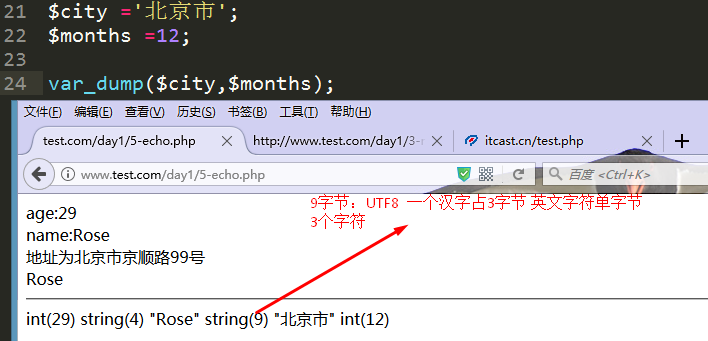 21 $city ='北京市';
22 $months =12;
23
24 var_dump($city,$months);
文件(F) 编辑(E) 查看(V) 历史(S) 书签(B) 工具(T) 帮助(H)
test.com/day1/5-echo.php http://www.test.com/day1/3- itcast.cn/test.php
www.test.com/day1/5-echo.php 百度 <Ctrl+K>
9字节：UTF8 一个汉字占3字节 英文字符单字节
3个字符
age:29
name:Rose
地址为北京市京顺路99号
Rose
int(29) string(4) "Rose" string(9) "北京市" int(12)